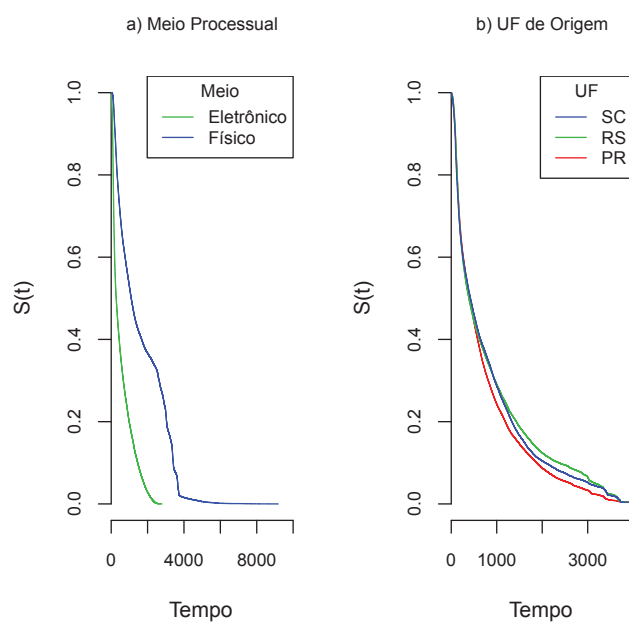 a) Meio Processual
Meio
Eletrônico
Físico
S(t)
1.0
0.8
0.6
0.4
0.2
0.0
0
4000
8000
Tempo
b) UF de Origem
UF
SC
RS
PR
S(t)
1.0
0.8
0.6
0.4
0.2
0.0
0
1000
3000
Tempo